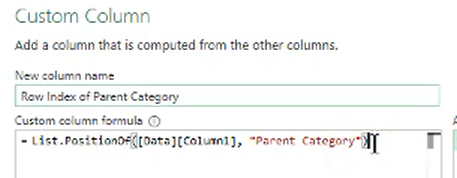 Custom Column
Add a column that is computed from the other columns.
New column name
Row Index of Parent Category
Custom column formula
= List.PositionOf([Data][Column1], "Parent Category")